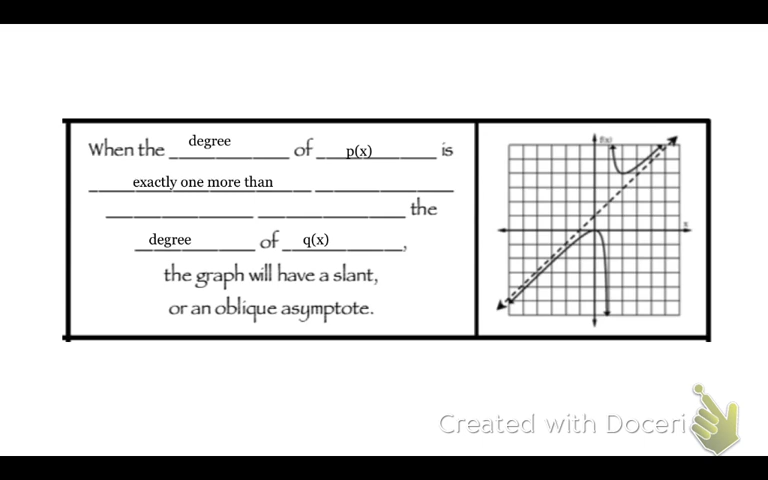 When the degree of p(x) is
exactly one more than
the
degree of q(x),
the graph will have a slant,
or an oblique asymptote.
f(x)
x
Created with Doceri